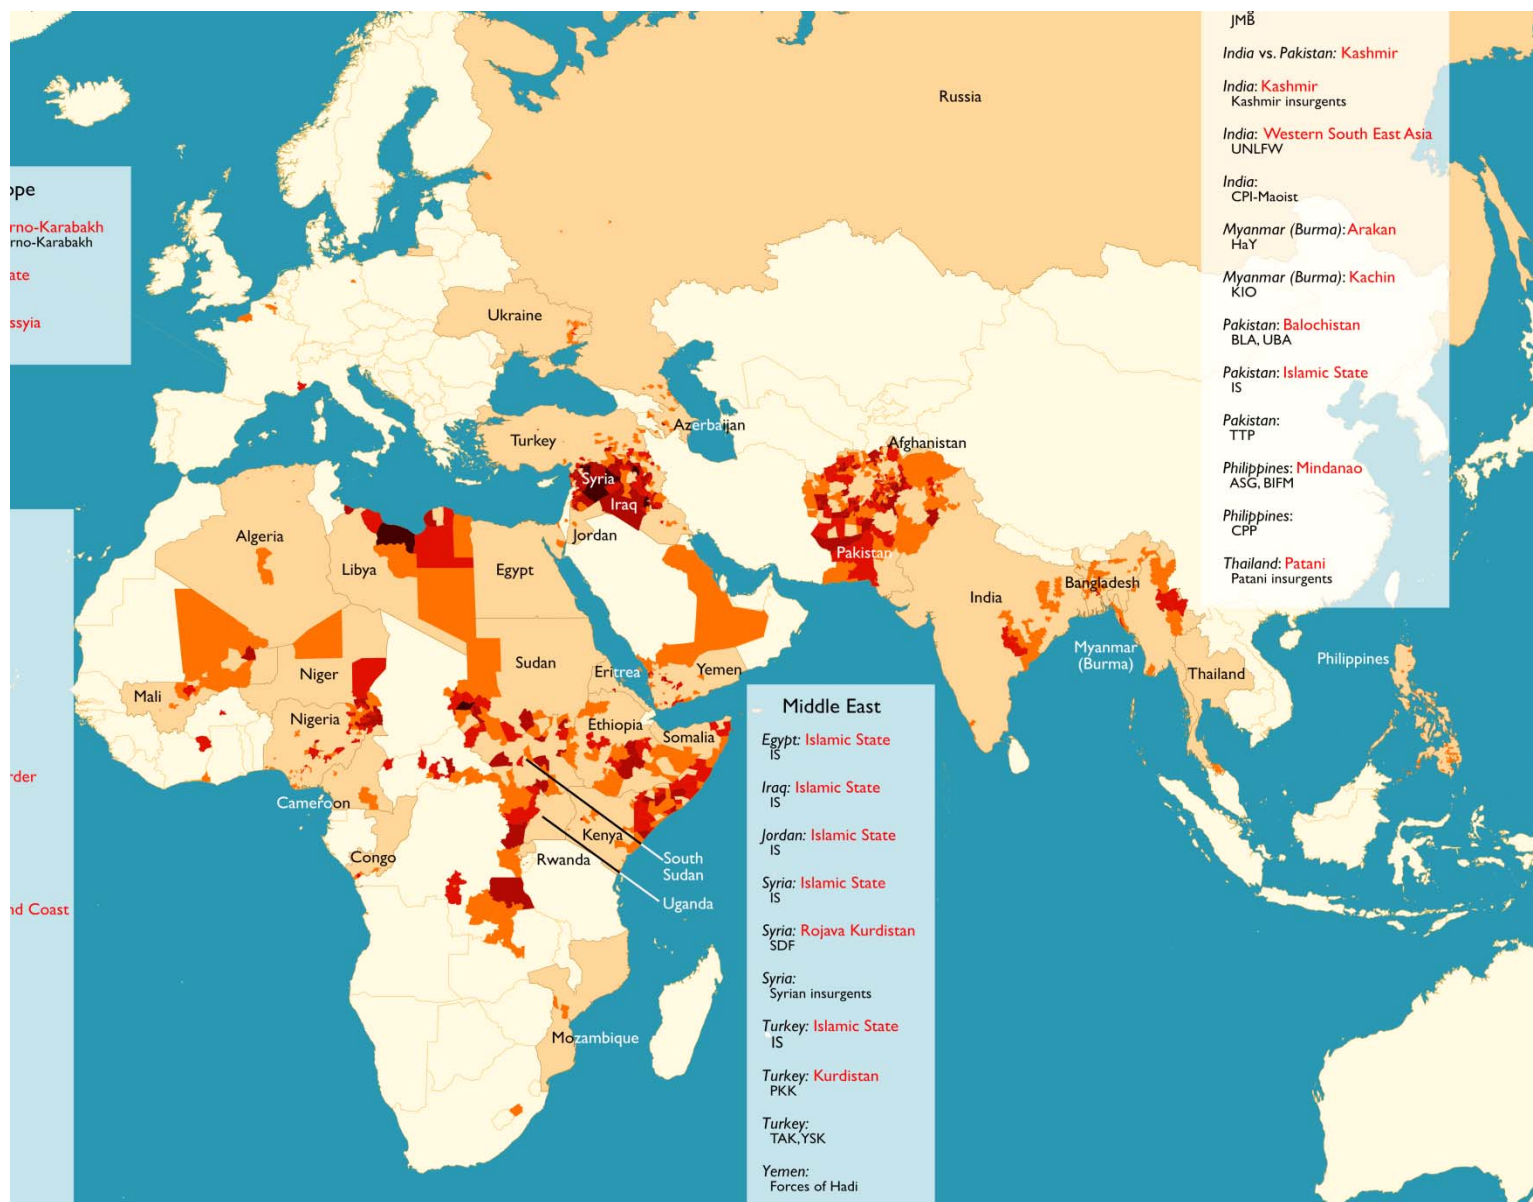 ope
rno-Karabakh
rno-Karabakh
ate
ssyia
order
nd Coast
Russia
Ukraine
Azerbaijan
Turkey
Afghanistan
Syria
Iraq
Jordan
Algeria
Libya
Egypt
Pakistan
India
Bangladesh
Myanmar
(Burma)
Thailand
Philippines
Mali
Niger
Sudan
Eritrea
Yemen
Nigeria
Ethiopia
Somalia
Cameroon
Congo
Kenya
Rwanda
South
Sudan
Uganda
Mozambique
Middle East
Egypt: Islamic State
IS
Iraq: Islamic State
IS
Jordan: Islamic State
IS
Syria: Islamic State
IS
Syria: Rojava Kurdistan
SDF
Syria:
Syrian insurgents
Turkey: Islamic State
IS
Turkey: Kurdistan
PKK
Turkey:
TAK, YSK
Yemen:
Forces of Hadi
JMB
India vs. Pakistan: Kashmir
India: Kashmir
Kashmir insurgents
India: Western South East Asia
UNLFW
India:
CPI-Maoist
Myanmar (Burma): Arakan
HaY
Myanmar (Burma): Kachin
KIO
Pakistan: Balochistan
BLA, UBA
Pakistan: Islamic State
IS
Pakistan:
TTP
Philippines: Mindanao
ASG, BIFM
Philippines:
CPP
Thailand: Patani
Patani insurgents